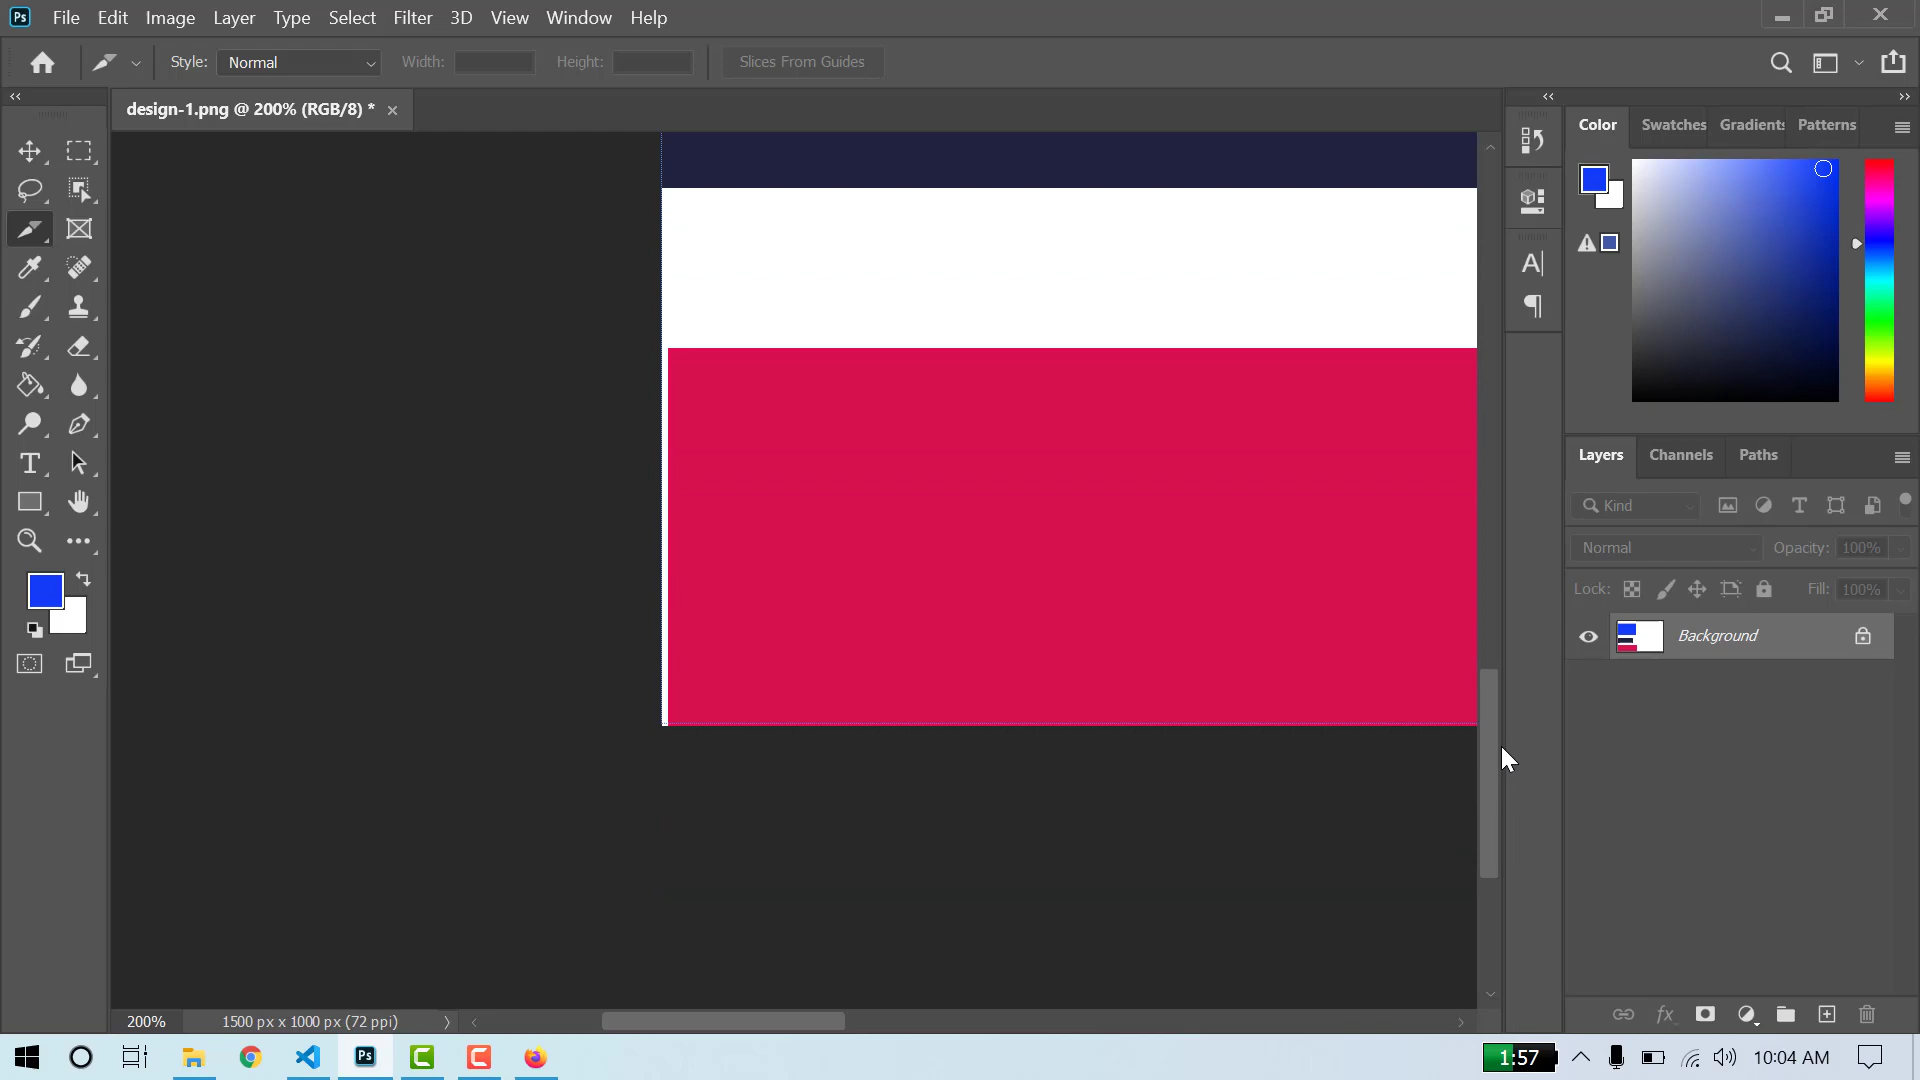 Ps File Edit Image Layer Type Select Filter 3D View Window Help
Style: Normal Width: Height: Slices From Guides
design-1.png @ 200% (RGB/8) *
Color Swatches Gradients Patterns
Layers Channels Paths
Kind
Normal Opacity: 100%
Lock: Fill: 100%
Background
200% 1500 px x 1000 px (72 ppi)
Ps 1:57 10:04 AM